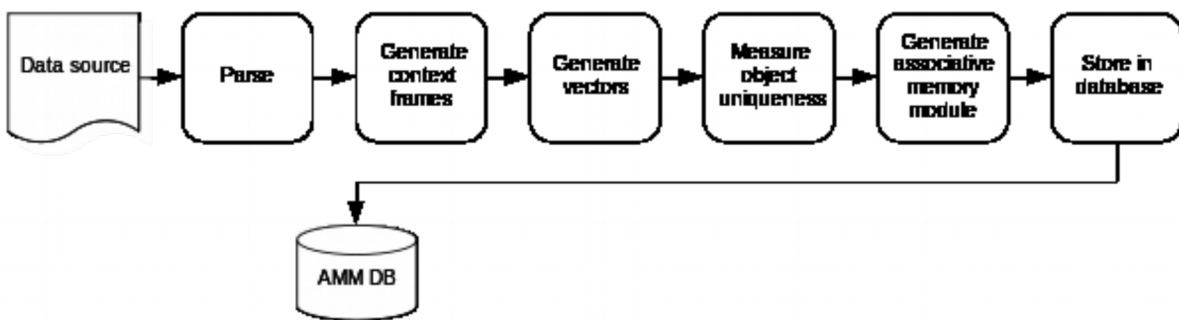 Data source
Parse
Generate
context
frames
Generate
vectors
Measure
object
uniqueness
Generate
associative
memory
module
Store in
database
AMM DB